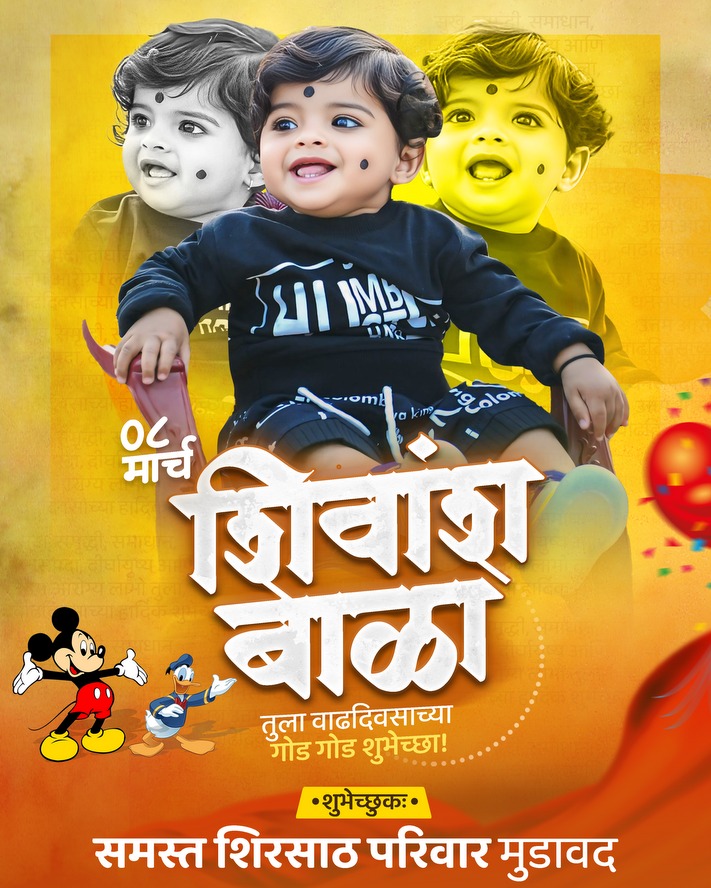 ०८
मार्च
शिवांश
बाळा
तुला वाढदिवसाच्या
गोड गोड शुभेच्छा!
•शुभेच्छुकः•
समस्त शिरसाठ परिवार मुडावद